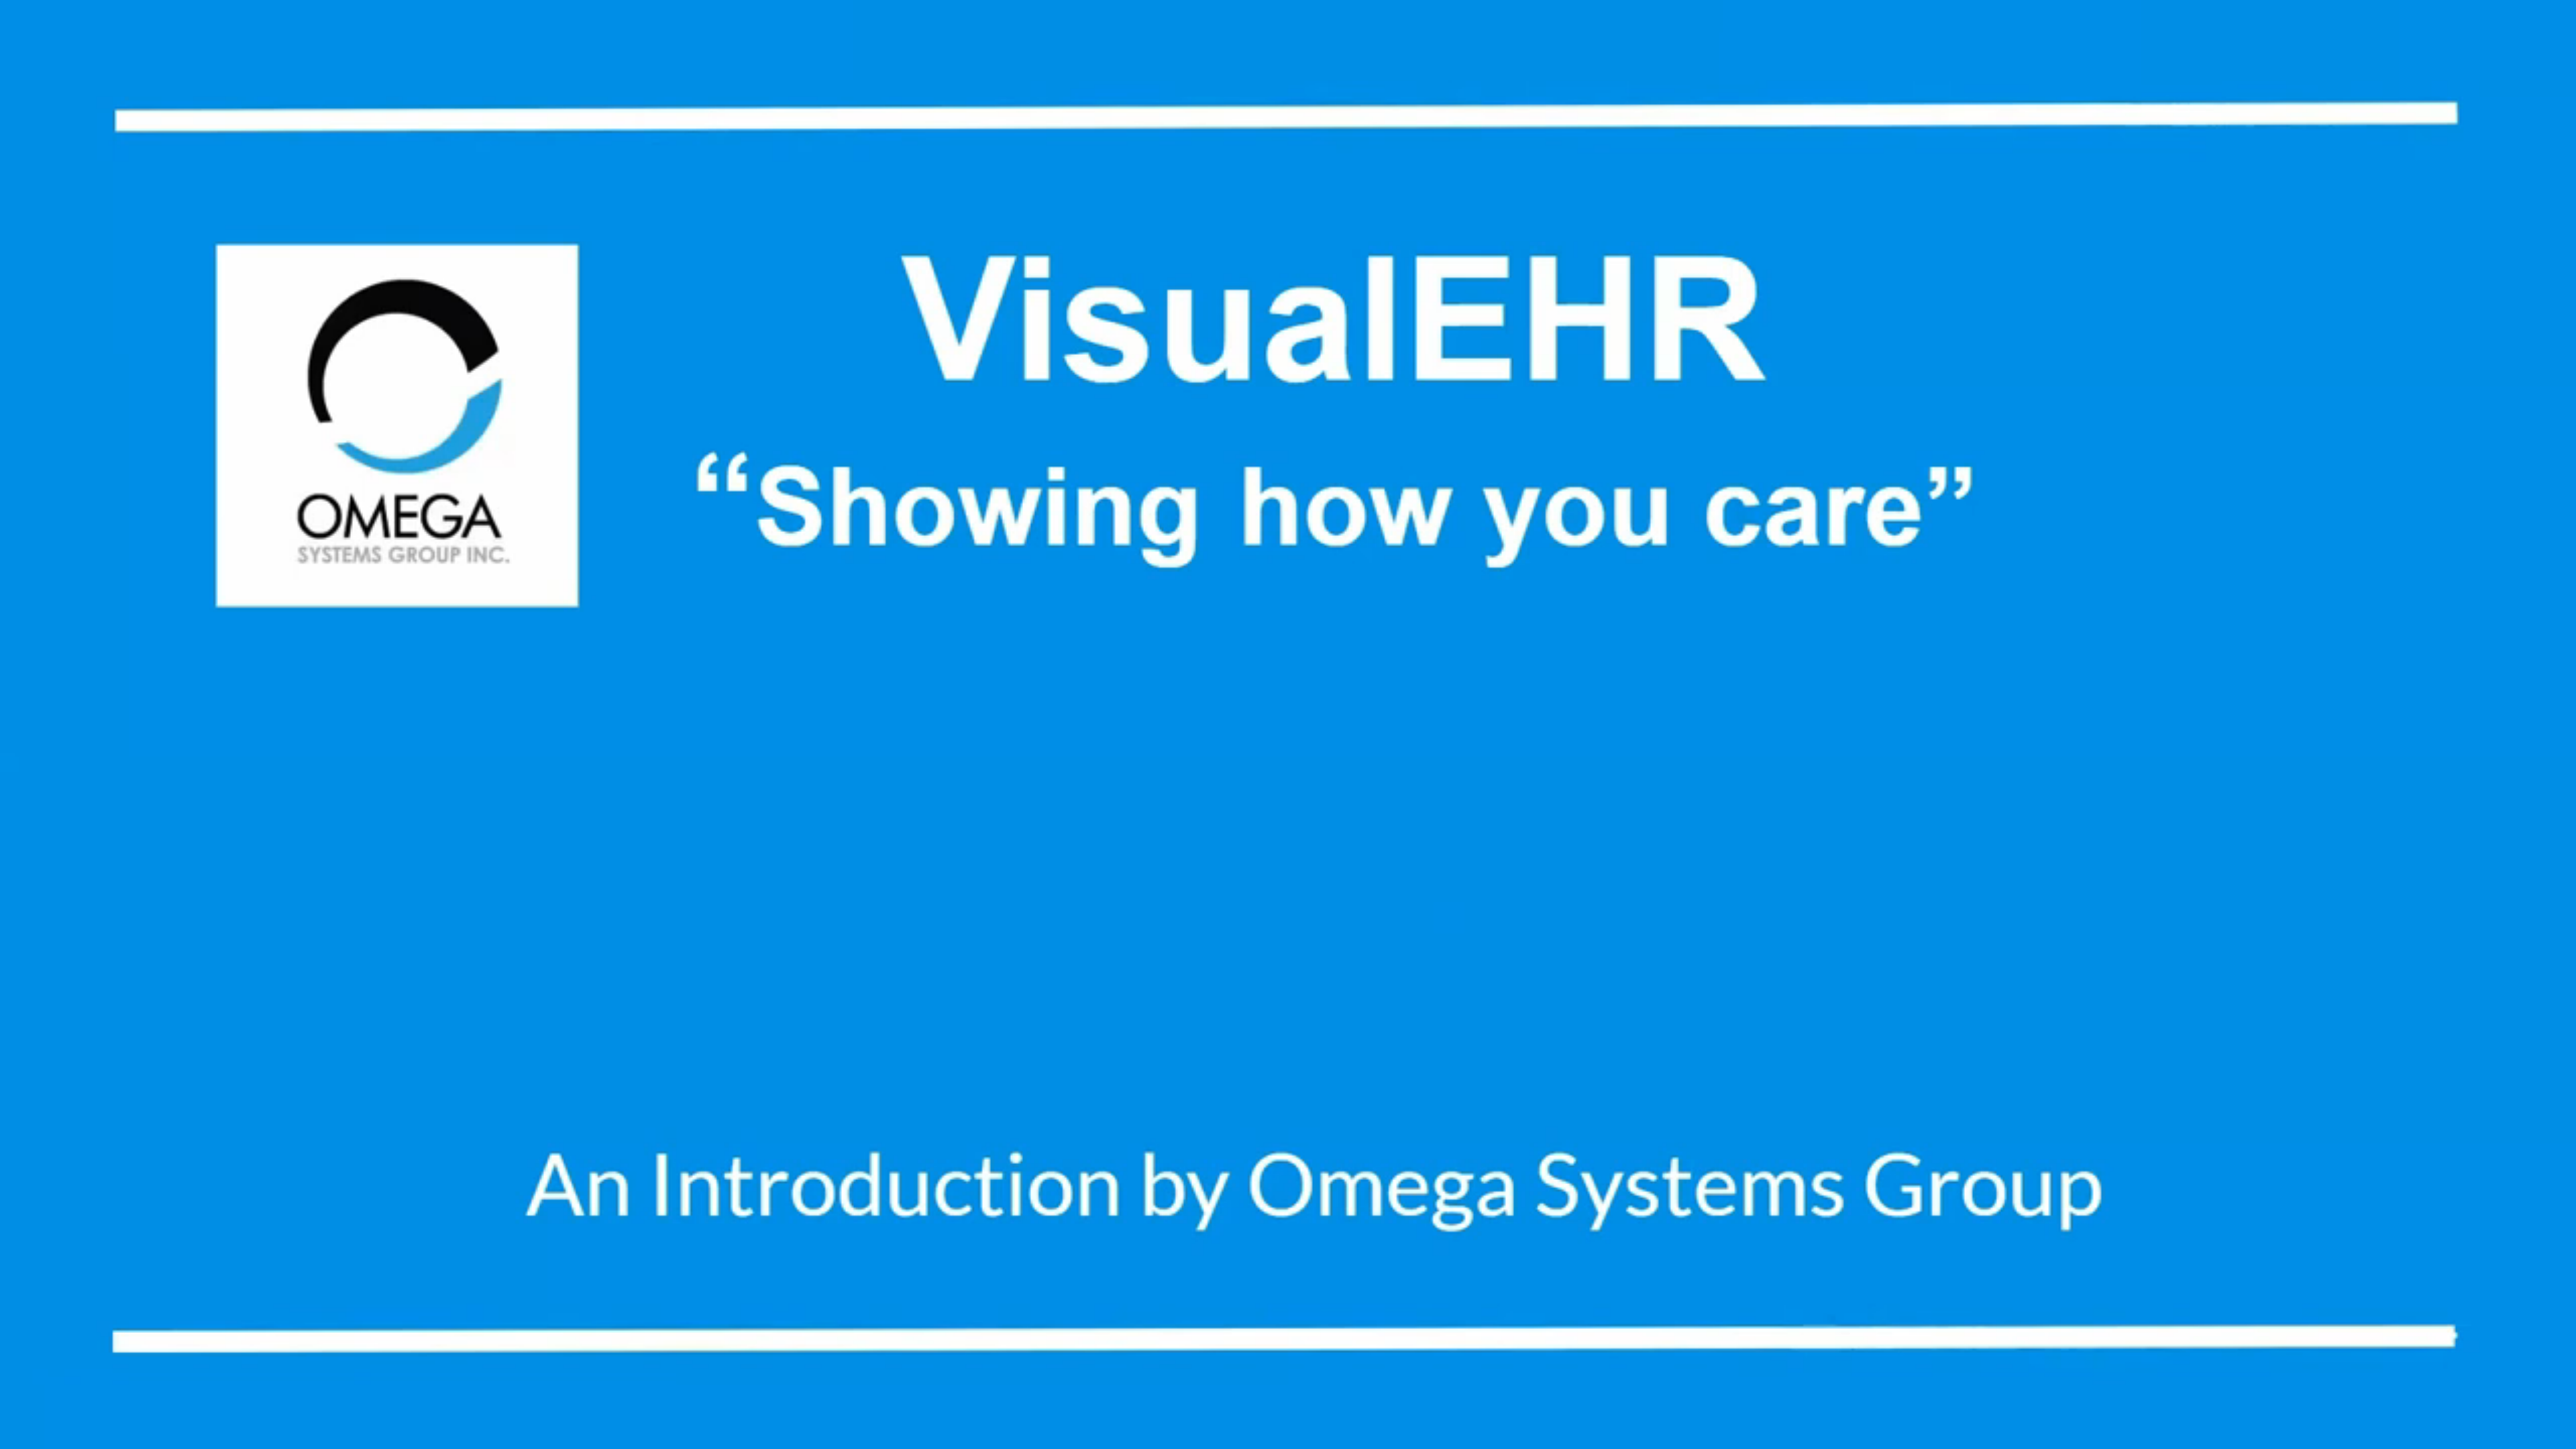 VisualEHR
“Showing how you care”
OMEGA
SYSTEMS GROUP INC.
An Introduction by Omega Systems Group